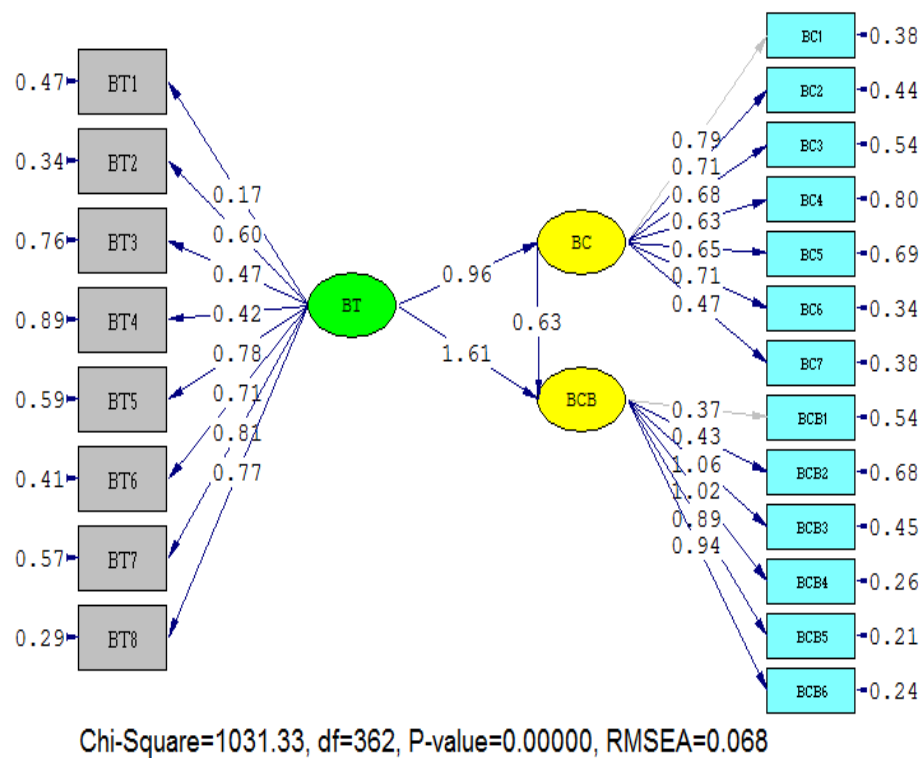 0.47 BT1
0.34 BT2
0.76 BT3
0.89 BT4
0.59 BT5
0.41 BT6
0.57 BT7
0.29 BT8
0.17
0.60
0.47
0.42
0.78
0.71
0.81
0.77
BT
0.96
1.61
BC
0.63
BCB
0.79
0.71
0.68
0.63
0.65
0.71
0.47
0.37
0.43
1.06
1.02
0.89
0.94
BC1 0.38
BC2 0.44
BC3 0.54
BC4 0.80
BC5 0.69
BC6 0.34
BC7 0.38
BCB1 0.54
BCB2 0.68
BCB3 0.45
BCB4 0.26
BCB5 0.21
BCB6 0.24
Chi-Square=1031.33, df=362, P-value=0.00000, RMSEA=0.068